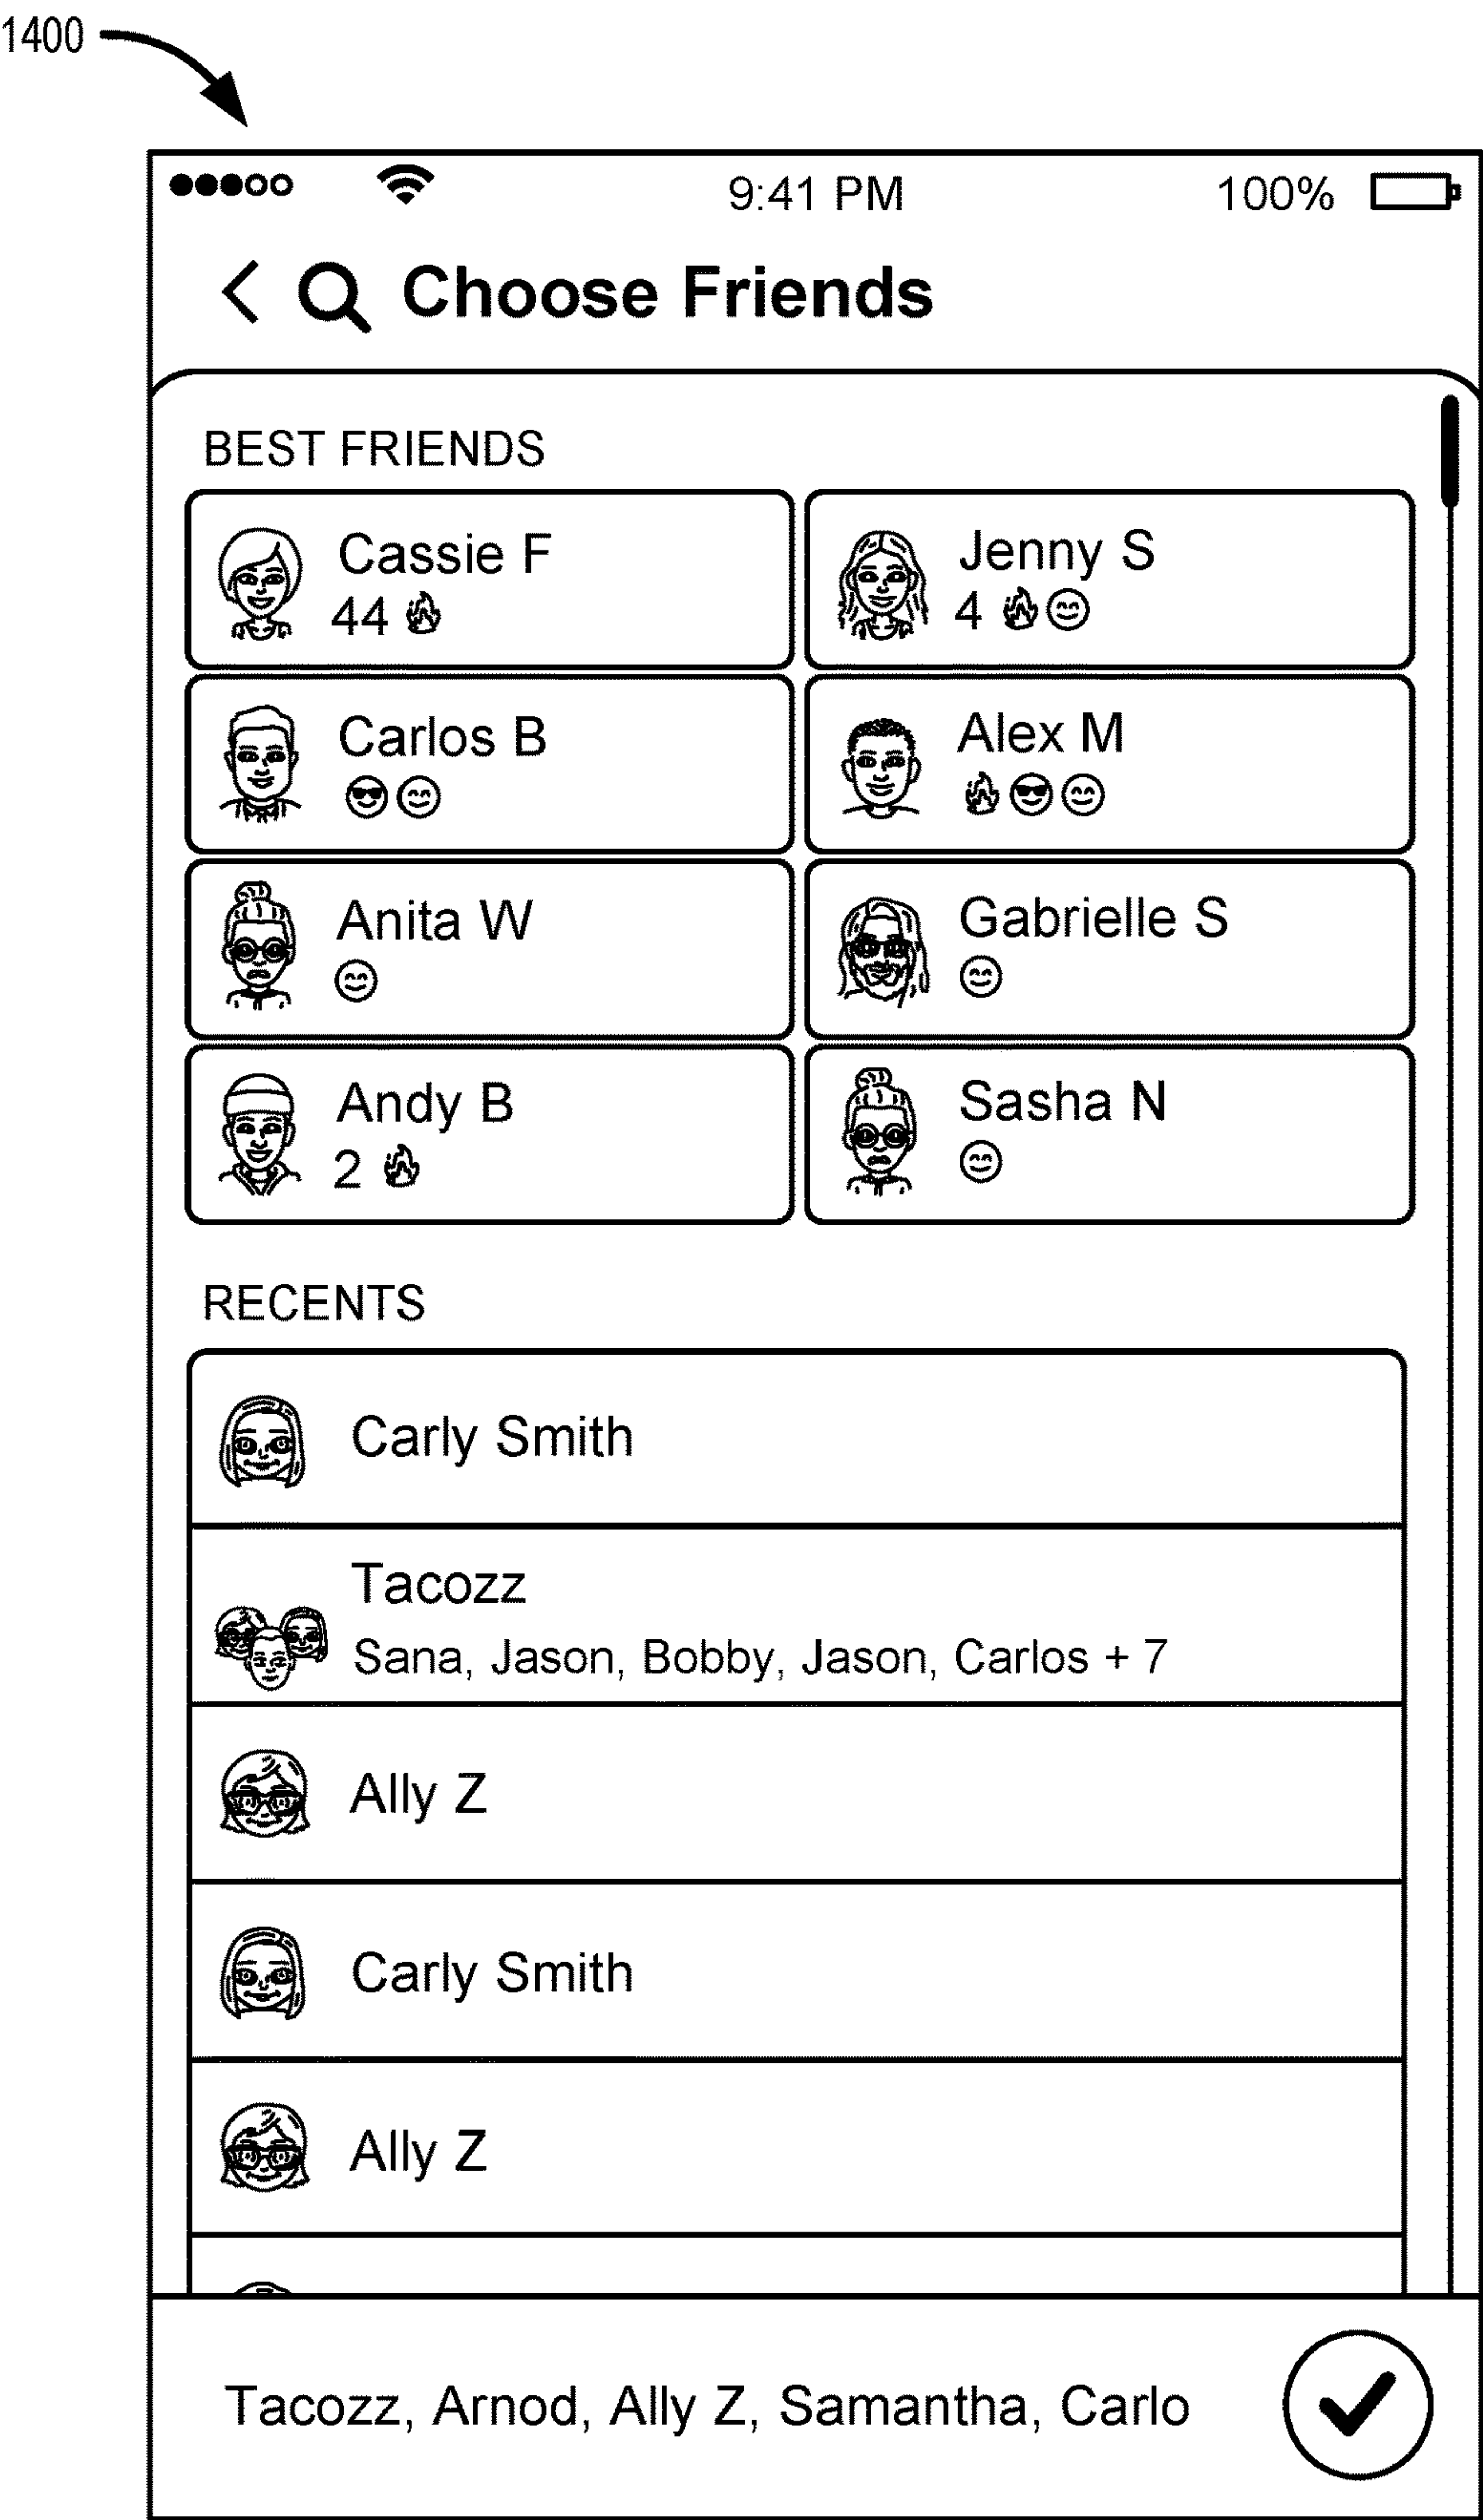 1400
9:41 PM 100%
Choose Friends
BEST FRIENDS
Cassie F
44
Jenny S
4
Carlos B
Alex M
Anita W
Gabrielle S
Andy B
2
Sasha N
RECENTS
Carly Smith
Tacozz
Sana, Jason, Bobby, Jason, Carlos + 7
Ally Z
Carly Smith
Ally Z
Tacozz, Arnod, Ally Z, Samantha, Carlo